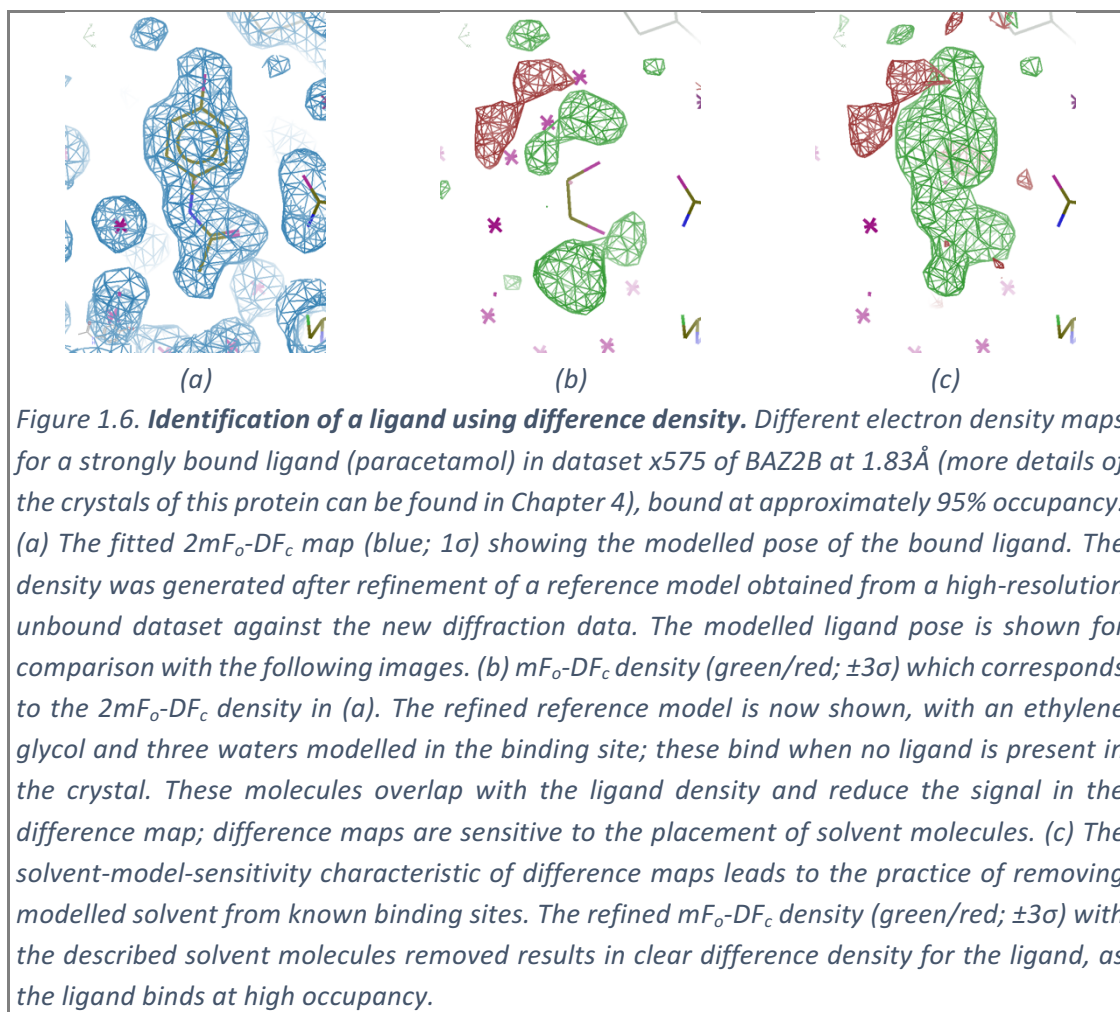 (a)
(b)
(c)
Figure 1.6. Identification of a ligand using difference density. Different electron density maps
for a strongly bound ligand (paracetamol) in dataset x575 of BAZ2B at 1.83Å (more details of
the crystals of this protein can be found in Chapter 4), bound at approximately 95% occupancy.
(a) The fitted 2mFo-DFc map (blue; 1σ) showing the modelled pose of the bound ligand. The
density was generated after refinement of a reference model obtained from a high-resolution
unbound dataset against the new diffraction data. The modelled ligand pose is shown for
comparison with the following images. (b) mFo-DFc density (green/red; ±3σ) which corresponds
to the 2mFo-DFc density in (a). The refined reference model is now shown, with an ethylene
glycol and three waters modelled in the binding site; these bind when no ligand is present in
the crystal. These molecules overlap with the ligand density and reduce the signal in the
difference map; difference maps are sensitive to the placement of solvent molecules. (c) The
solvent-model-sensitivity characteristic of difference maps leads to the practice of removing
modelled solvent from known binding sites. The refined mFo-DFc density (green/red; ±3σ) with
the described solvent molecules removed results in clear difference density for the ligand, as
the ligand binds at high occupancy.